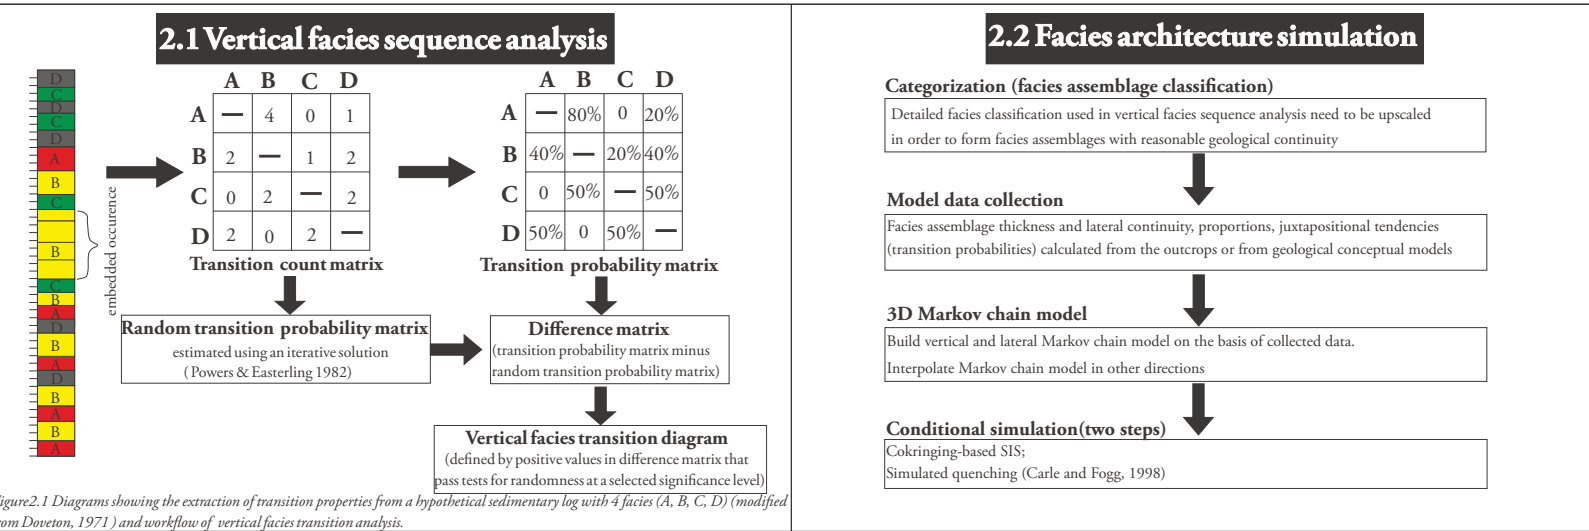 2.1 Vertical facies sequence analysis
D
C
D
C
D
A
B
C
B
C
B
A
D
B
A
D
B
A
B
A
embedded occurence
A B C D
A — 4 0 1
B 2 — 1 2
C 0 2 — 2
D 2 0 2 —
Transition count matrix
A B C D
A — 80% 0 20%
B 40% — 20% 40%
C 0 50% — 50%
D 50% 0 50% —
Transition probability matrix
Random transition probability matrix
estimated using an iterative solution
( Powers & Easterling 1982)
Difference matrix
(transition probability matrix minus
random transition probability matrix)
Vertical facies transition diagram
(defined by positive values in difference matrix that
pass tests for randomness at a selected significance level)
igure2.1 Diagrams showing the extraction of transition properties from a hypothetical sedimentary log with 4 facies (A, B, C, D) (modified
om Doveton, 1971 ) and workflow of vertical facies transition analysis.
2.2 Facies architecture simulation
Categorization (facies assemblage classification)
Detailed facies classification used in vertical facies sequence analysis need to be upscaled
in order to form facies assemblages with reasonable geological continuity
Model data collection
Facies assemblage thickness and lateral continuity, proportions, juxtapositional tendencies
(transition probabilities) calculated from the outcrops or from geological conceptual models
3D Markov chain model
Build vertical and lateral Markov chain model on the basis of collected data.
Interpolate Markov chain model in other directions
Conditional simulation(two steps)
Cokringing-based SIS;
Simulated quenching (Carle and Fogg, 1998)